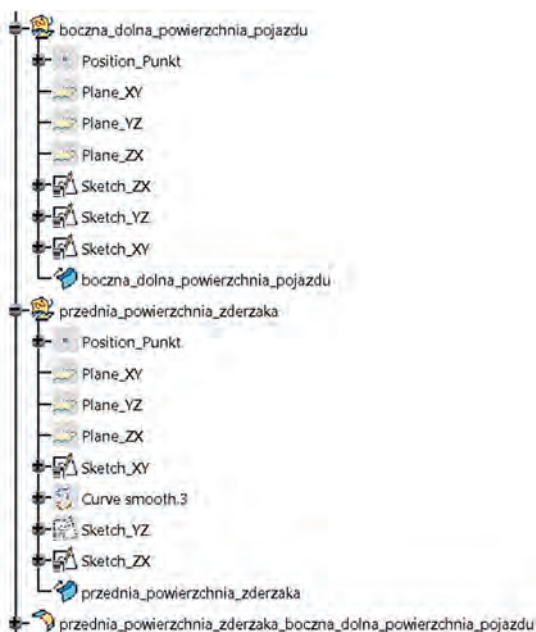 boczna_dolna_powierzchnia_pojazdu
Position_Punkt
Plane_XY
Plane_YZ
Plane_ZX
Sketch_ZX
Sketch_YZ
Sketch_XY
boczna_dolna_powierzchnia_pojazdu
przednia_powierzchnia_zderzaka
Position_Punkt
Plane_XY
Plane_YZ
Plane_ZX
Sketch_XY
Curve smooth.3
Sketch_YZ
Sketch_ZX
przednia_powierzchnia_zderzaka
przednia_powierzchnia_zderzaka_boczna_dolna_powierzchnia_pojazdu